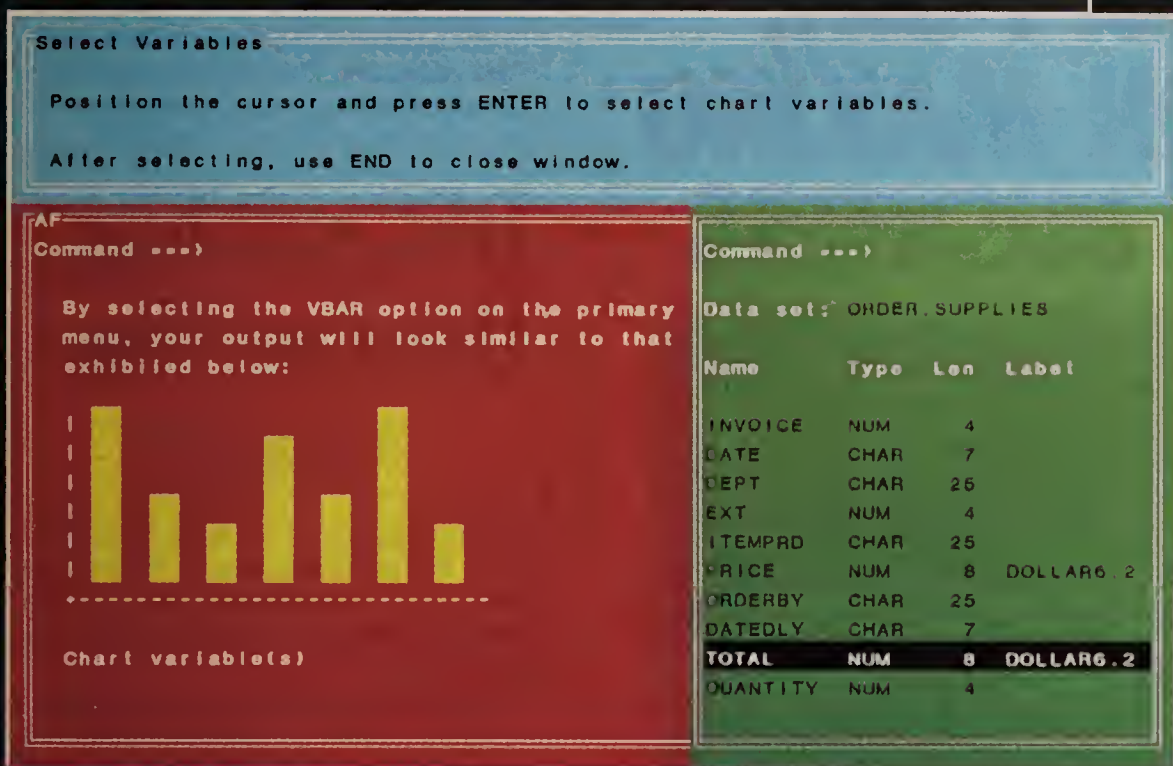 Select Variables
Position the cursor and press ENTER to select chart variables.
After selecting, use END to close window.
AF
Command ===>
By selecting the VBAR option on the primary
menu, your output will look similar to that
exhibited below:
Chart variable(s)
Command ===>
Data set: ORDER.SUPPLIES
Name Type Len Label
INVOICE NUM 4
DATE CHAR 7
DEPT CHAR 25
EXT NUM 4
ITEMPRD CHAR 25
PRICE NUM 8 DOLLAR6.2
ORDERBY CHAR 25
DATEDLY CHAR 7
TOTAL NUM 8 DOLLAR6.2
QUANTITY NUM 4